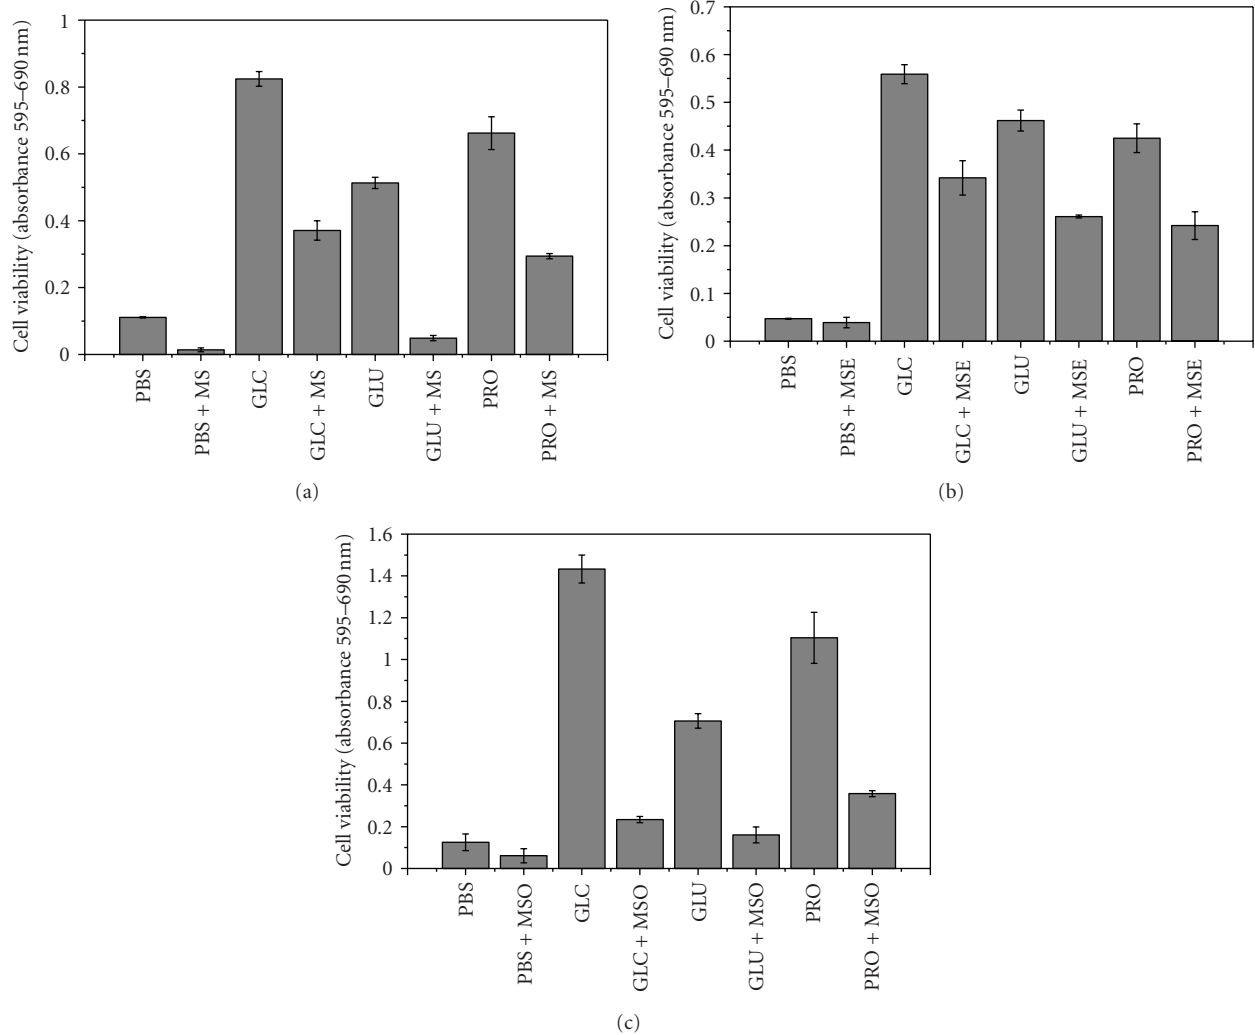 Cell viability (absorbance 595–690 nm)
1
0.8
0.6
0.4
0.2
0
PBS
PBS + MS
GLC
GLC + MS
GLU
GLU + MS
PRO
PRO + MS
(a)
Cell viability (absorbance 595–690 nm)
0.7
0.6
0.5
0.4
0.3
0.2
0.1
0
PBS
PBS + MSE
GLC
GLC + MSE
GLU
GLU + MSE
PRO
PRO + MSE
(b)
Cell viability (absorbance 595–690 nm)
1.6
1.4
1.2
1
0.8
0.6
0.4
0.2
0
PBS
PBS + MSO
GLC
GLC + MSO
GLU
GLU + MSO
PRO
PRO + MSO
(c)